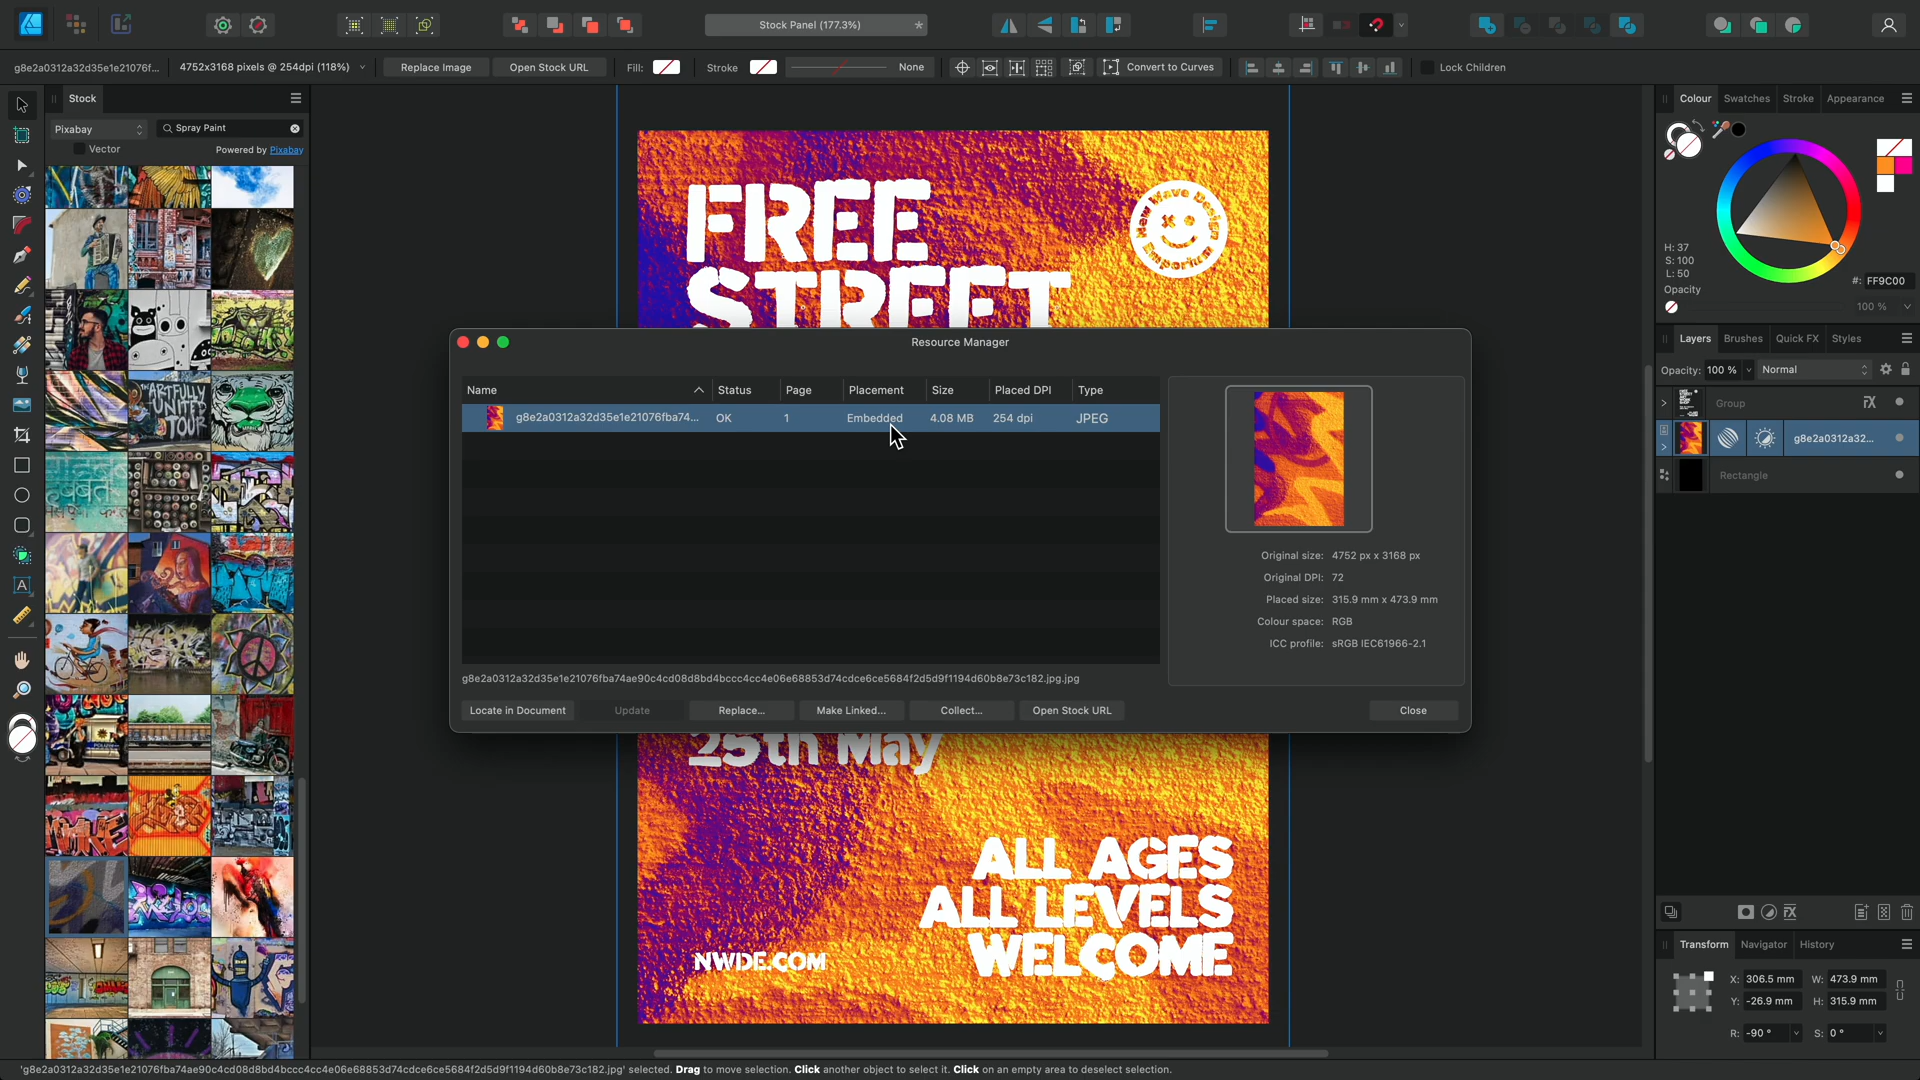 Stock Panel (177.3%)
*
g8e2a0312a32d35e1e21076f...
4752x3168 pixels @ 254dpi (118%)
Replace Image
Open Stock URL
Fill:
Stroke
None
Convert to Curves
Lock Children
Stock
Pixabay
Spray Paint
Vector
Powered by Pixabay
FREE
STREET
Resource Manager
Name
Status
Page
Placement
Size
Placed DPI
Type
g8e2a0312a32d35e1e21076fba74...
OK
1
Embedded
4.08 MB
254 dpi
JPEG
Original size: 4752 px x 3168 px
Original DPI: 72
Placed size: 315.9 mm x 473.9 mm
Colour space: RGB
ICC profile: sRGB IEC61966-2.1
g8e2a0312a32d35e1e21076fba74ae90c4cd08d8bd4bccc4cc4e06e68853d74cdce6ce5684f2d5d9f1194d60b8e73c182.jpg.jpg
Locate in Document
Update
Replace...
Make Linked...
Collect...
Open Stock URL
Close
25th May
ALL AGES
ALL LEVELS
WELCOME
NWDE.COM
Colour
Swatches
Stroke
Appearance
H: 37
S: 100
L: 50
#: FF9C00
Opacity
100 %
Layers
Brushes
Quick FX
Styles
Opacity: 100 %
Normal
Group
g8e2a0312a32...
Rectangle
Transform
Navigator
History
X: 306.5 mm
W: 473.9 mm
Y: -26.9 mm
H: 315.9 mm
R: -90 °
S: 0 °
'g8e2a0312a32d35e1e21076fba74ae90c4cd08d8bd4bccc4cc4e06e68853d74cdce6ce5684f2d5d9f1194d60b8e73c182.jpg' selected. Drag to move selection. Click another object to select it. Click on an empty area to deselect selection.